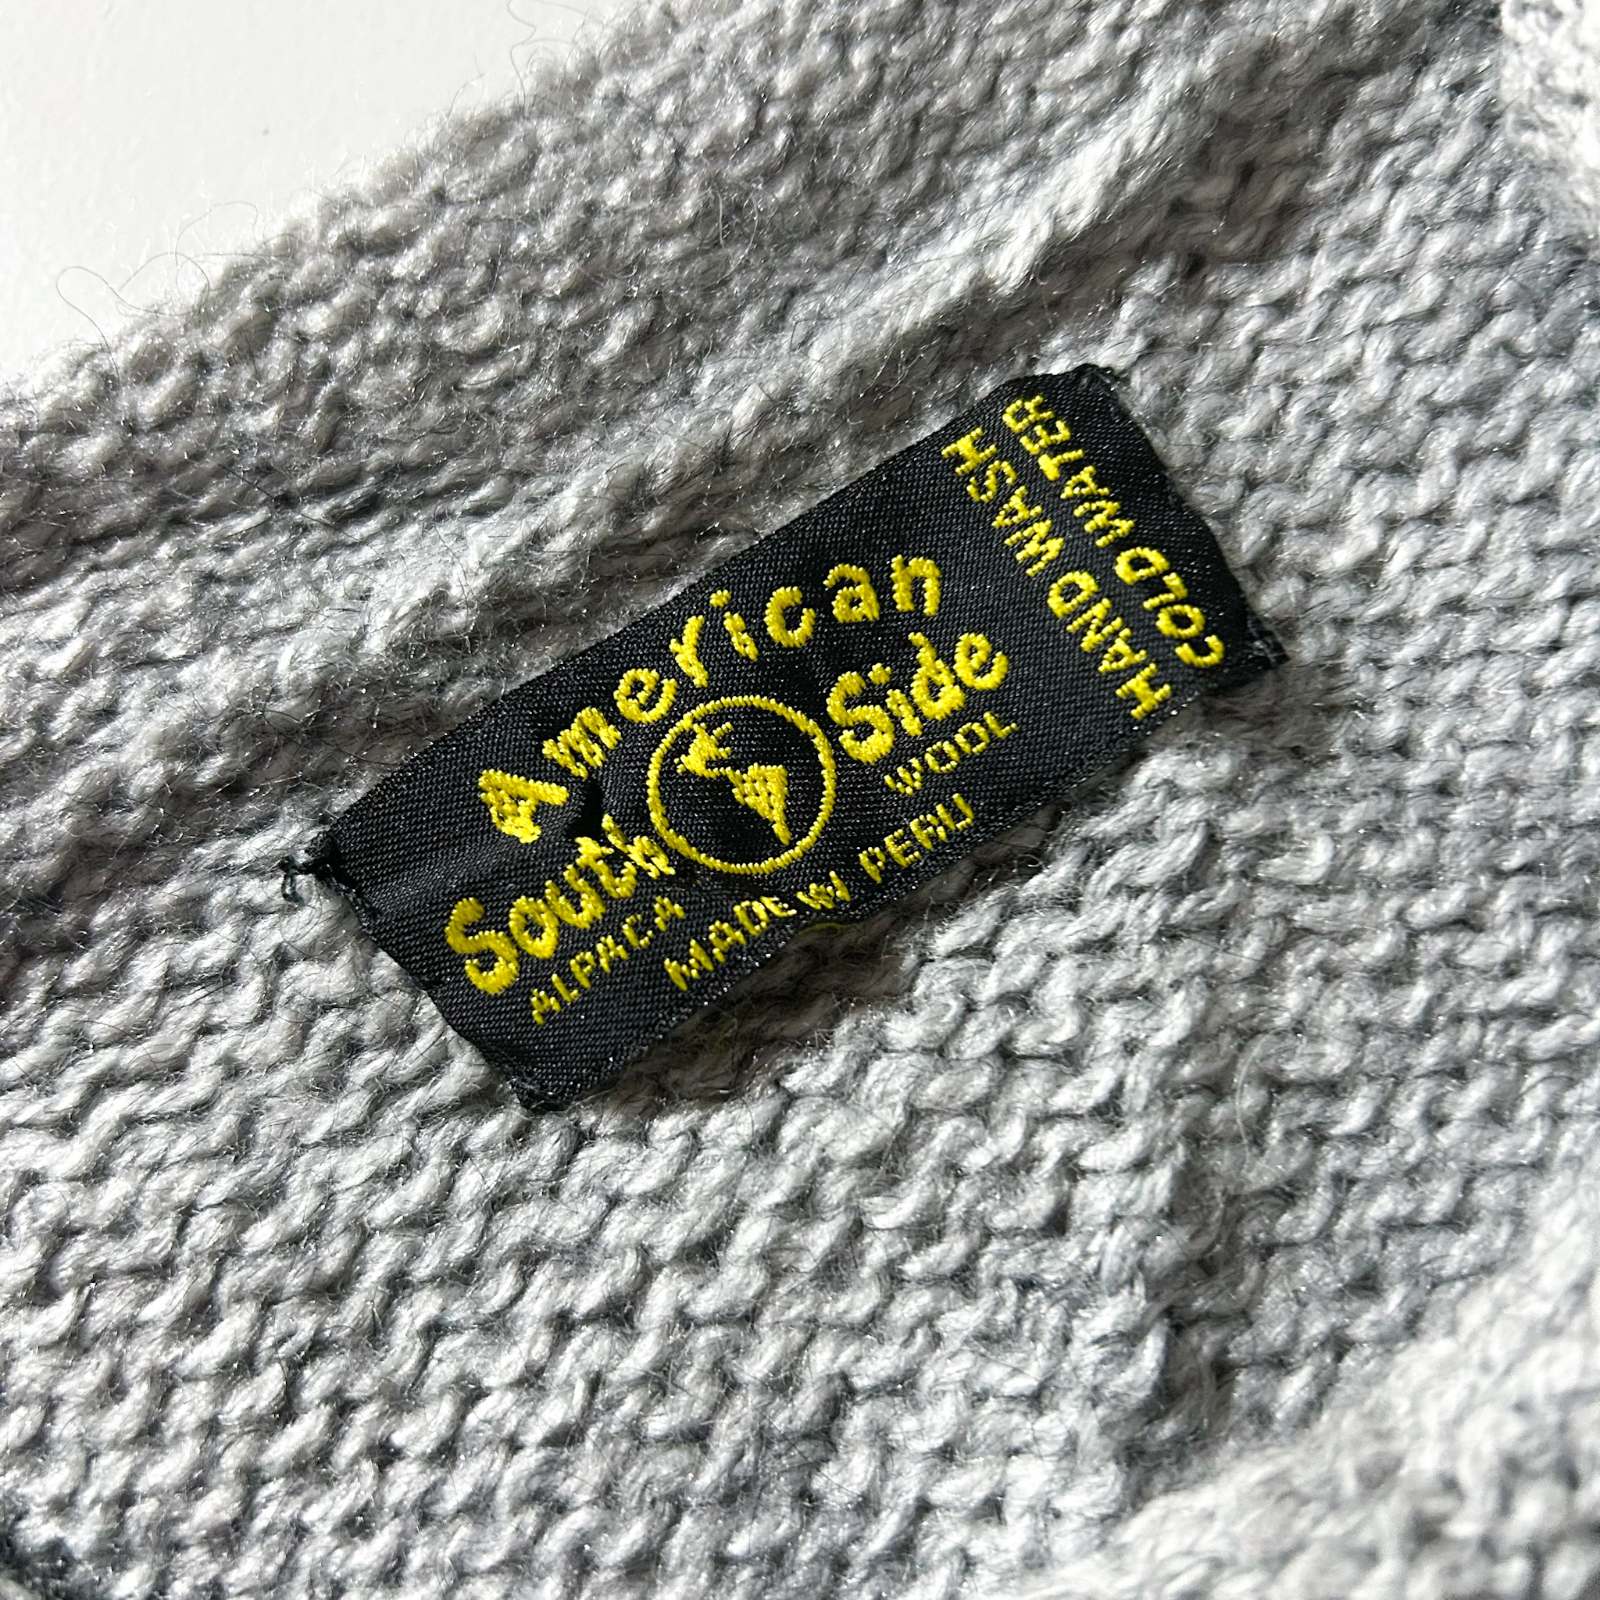 American
South Side
ALPACA WOOL
MADE IN PERU
HAND WASH
COLD WATER